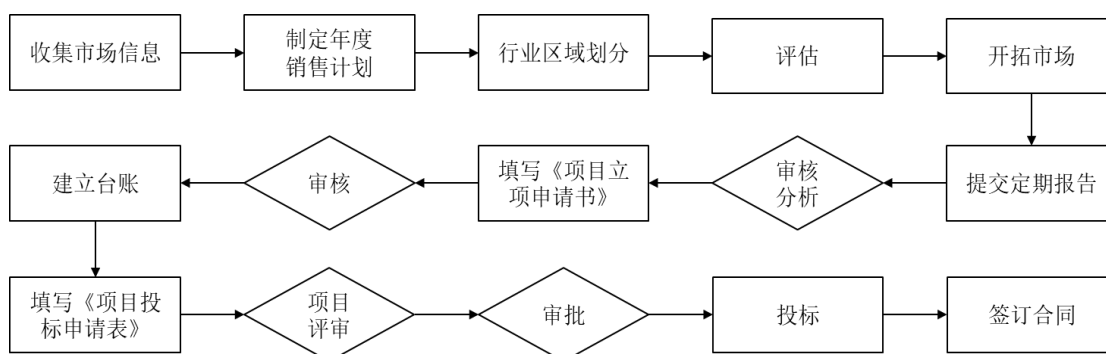 收集市场信息
制定年度
销售计划
行业区域划分
评估
开拓市场
建立台账
审核
填写《项目立
项申请书》
审核
分析
提交定期报告
填写《项目投
标申请表》
项目
评审
审批
投标
签订合同